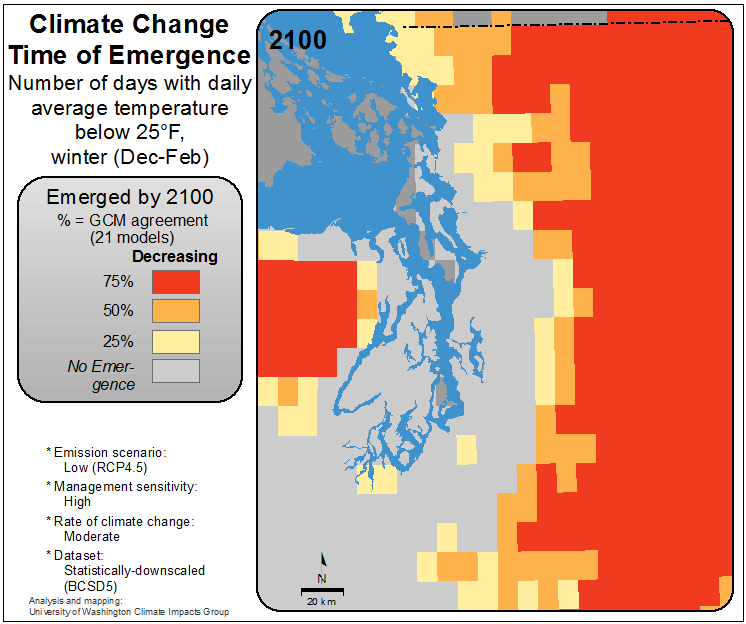 Climate Change
Time of Emergence
Number of days with daily
average temperature
below 25°F,
winter (Dec-Feb)
Emerged by 2100
% = GCM agreement
(21 models)
Decreasing
75%
50%
25%
No Emer-
gence
* Emission scenario:
Low (RCP4.5)
* Management sensitivity:
High
* Rate of climate change:
Moderate
* Dataset:
Statistically-downscaled
(BCSD5)
Analysis and mapping:
University of Washington Climate Impacts Group
2100
N
20 km